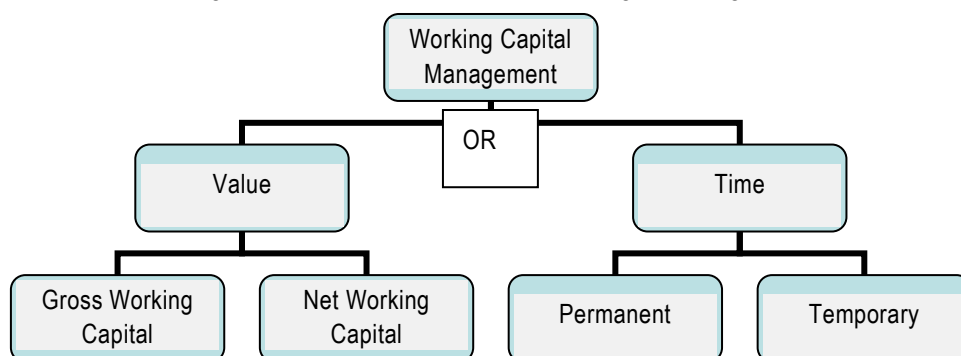 Working Capital
Management
OR
Value
Time
Gross Working
Capital
Net Working
Capital
Permanent
Temporary